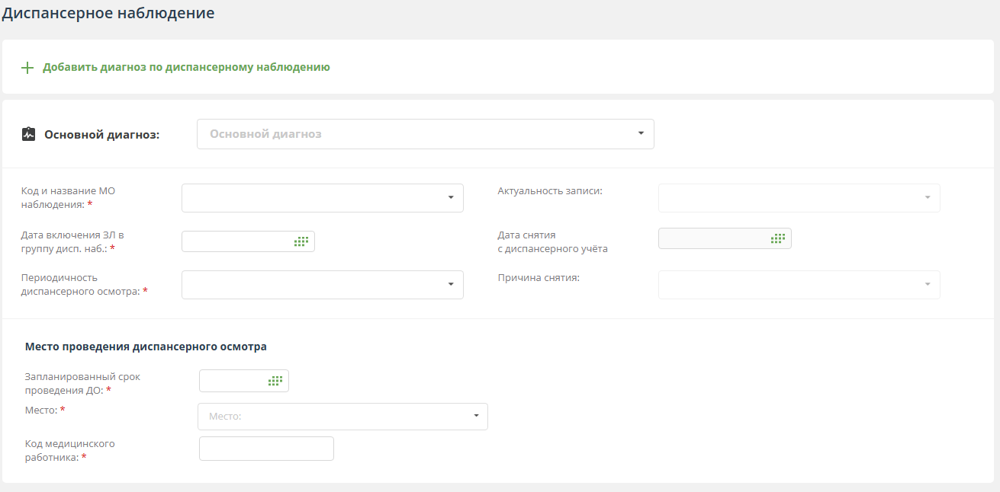 Диспансерное наблюдение
Добавить диагноз по диспансерному наблюдению
Основной диагноз:
Основной диагноз
Код и название МО
наблюдения: *
Актуальность записи:
Дата включения ЗЛ в
группу дисп. наб.: *
Дата снятия
с диспансерного учёта
Периодичность
диспансерного осмотра: *
Причина снятия:
Место проведения диспансерного осмотра
Запланированный срок
проведения ДО: *
Место: *
Место:
Код медицинского
работника: *